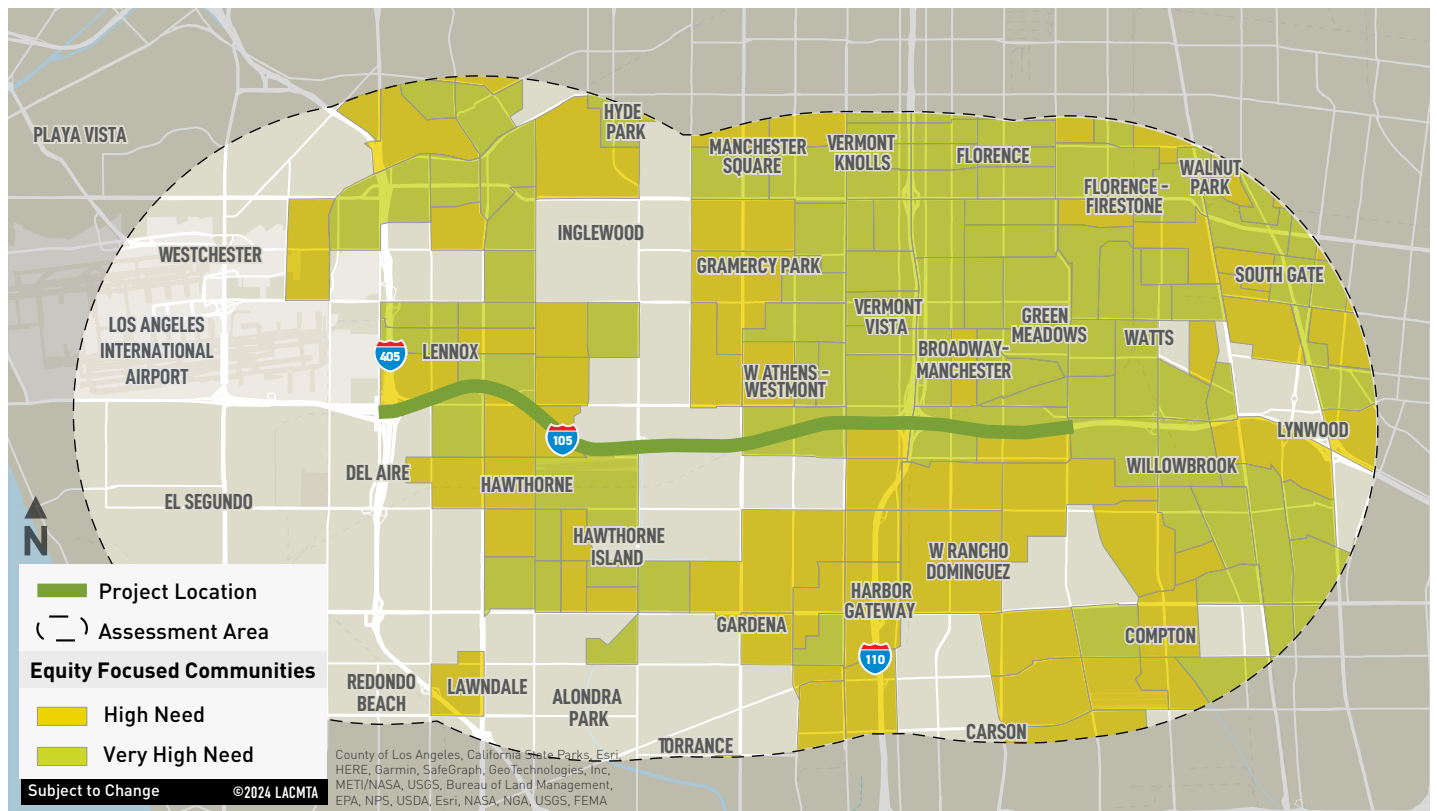 PLAYA VISTA
HYDE
PARK
MANCHESTER
SQUARE
VERMONT
KNOLLS
FLORENCE
WALNUT
PARK
FLORENCE -
FIRESTONE
WESTCHESTER
INGLEWOOD
GRAMERCY PARK
SOUTH GATE
LOS ANGELES
INTERNATIONAL
AIRPORT
405
LENNOX
VERMONT
VISTA
GREEN
MEADOWS
WATTS
BROADWAY-
MANCHESTER
W ATHENS -
WESTMONT
105
LYNWOOD
DEL AIRE
HAWTHORNE
WILLOWBROOK
EL SEGUNDO
N
HAWTHORNE
ISLAND
W RANCHO
DOMINGUEZ
HARBOR
GATEWAY
GARDENA
COMPTON
110
REDONDO
BEACH
LAWNDALE
ALONDRA
PARK
TORRANCE
CARSON
Project Location
Assessment Area
Equity Focused Communities
High Need
Very High Need
Subject to Change ©2024 LACMTA
County of Los Angeles, California State Parks, Esri,
HERE, Garmin, SafeGraph, GeoTechnologies, Inc,
METI/NASA, USGS, Bureau of Land Management,
EPA, NPS, USDA, Esri, NASA, NGA, USGS, FEMA